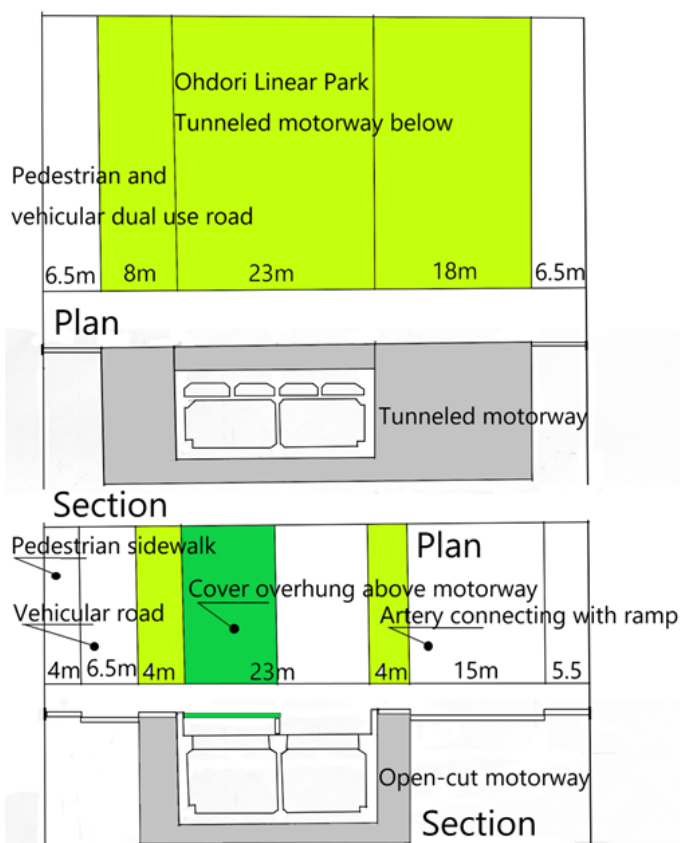 Ohdori Linear Park
Tunneled motorway below
Pedestrian and
vehicular dual use road
6.5m 8m 23m 18m 6.5m
Plan
Tunneled motorway
Section
Plan
Pedestrian sidewalk
Cover overhung above motorway
Vehicular road
Artery connecting with ramp
4m 6.5m 4m 23m 4m 15m 5.5
Open-cut motorway
Section